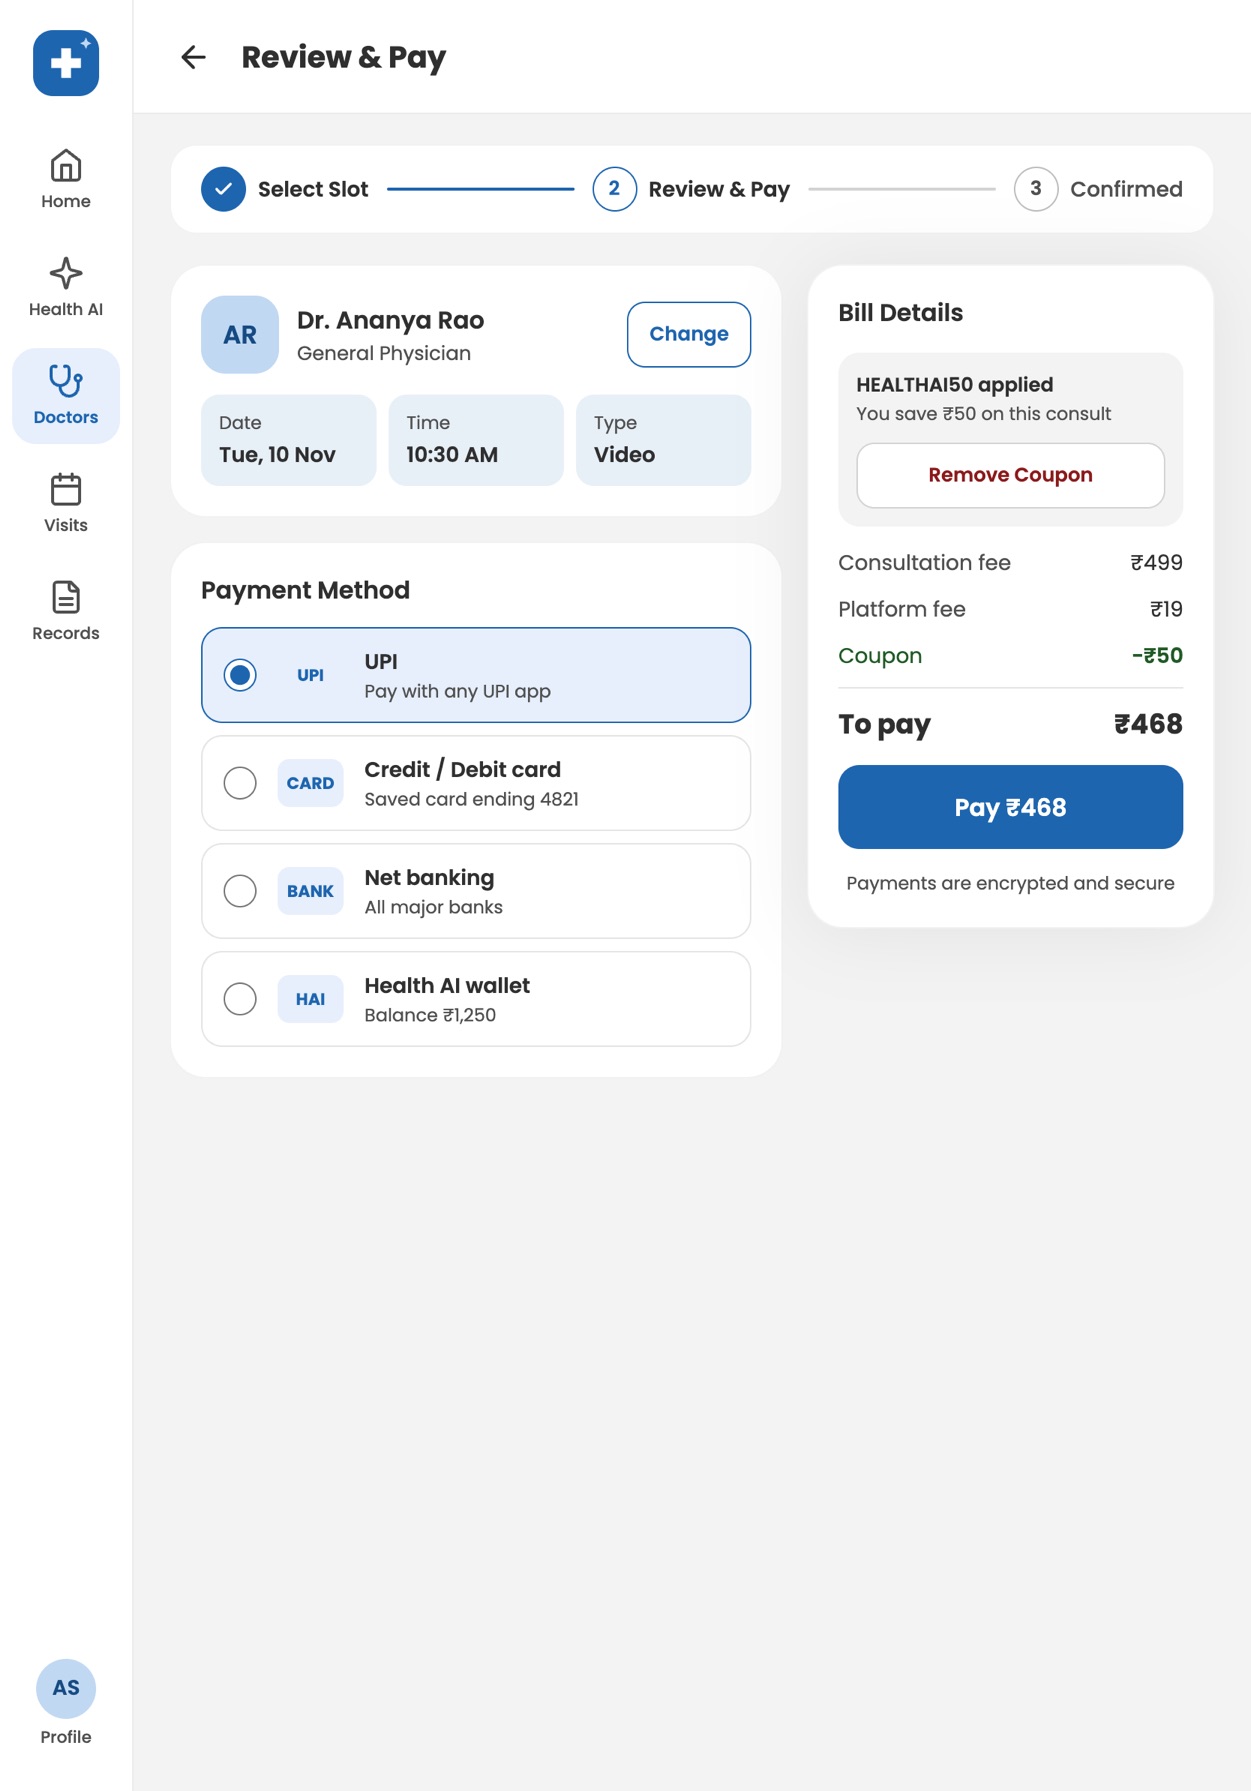 Home
Health AI
Doctors
Visits
Records
AS
Profile
Review & Pay
Select Slot
2
Review & Pay
3
Confirmed
AR
Dr. Ananya Rao
General Physician
Change
Date
Tue, 10 Nov
Time
10:30 AM
Type
Video
Payment Method
UPI
UPI
Pay with any UPI app
CARD
Credit / Debit card
Saved card ending 4821
BANK
Net banking
All major banks
HAI
Health AI wallet
Balance ₹1,250
Bill Details
HEALTHAI50 applied
You save ₹50 on this consult
Remove Coupon
Consultation fee ₹499
Platform fee ₹19
Coupon -₹50
To pay ₹468
Pay ₹468
Payments are encrypted and secure